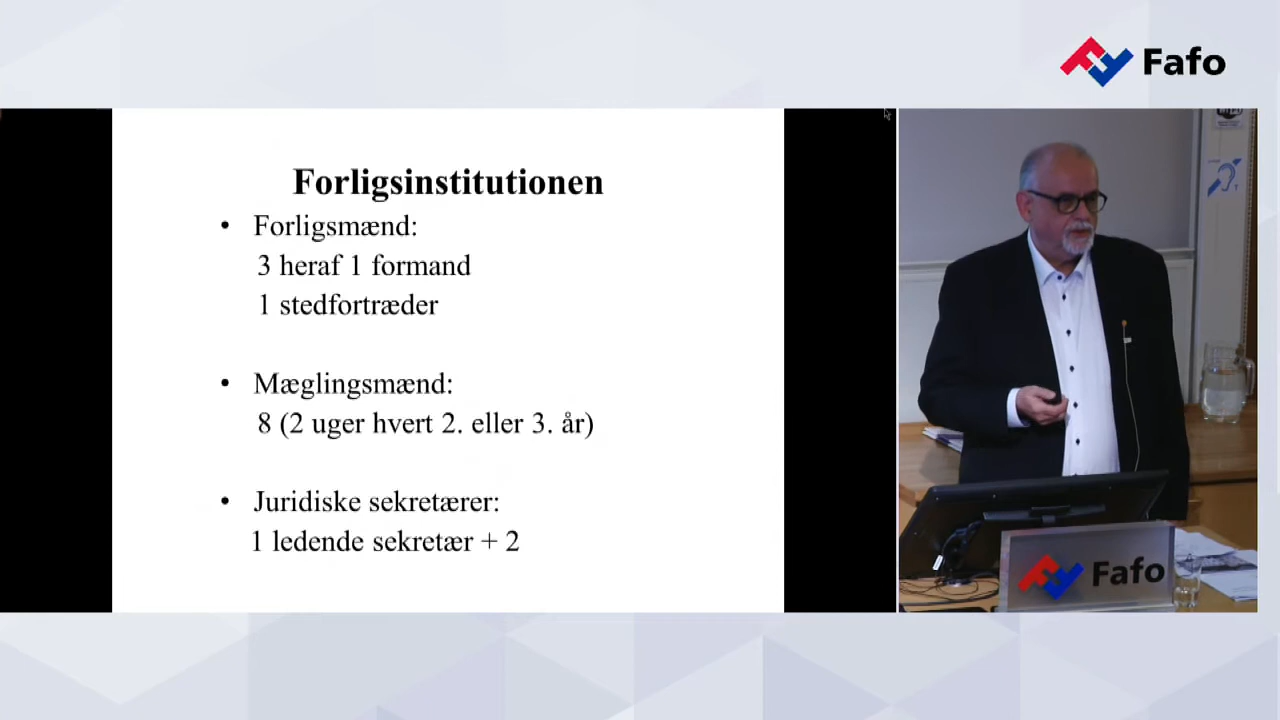 Fafo
Forligsinstitutionen
• Forligsmænd:
3 heraf 1 formand
1 stedfortræder
• Mæglingsmænd:
8 (2 uger hvert 2. eller 3. år)
• Juridiske sekretærer:
1 ledende sekretær + 2
T
Fafo